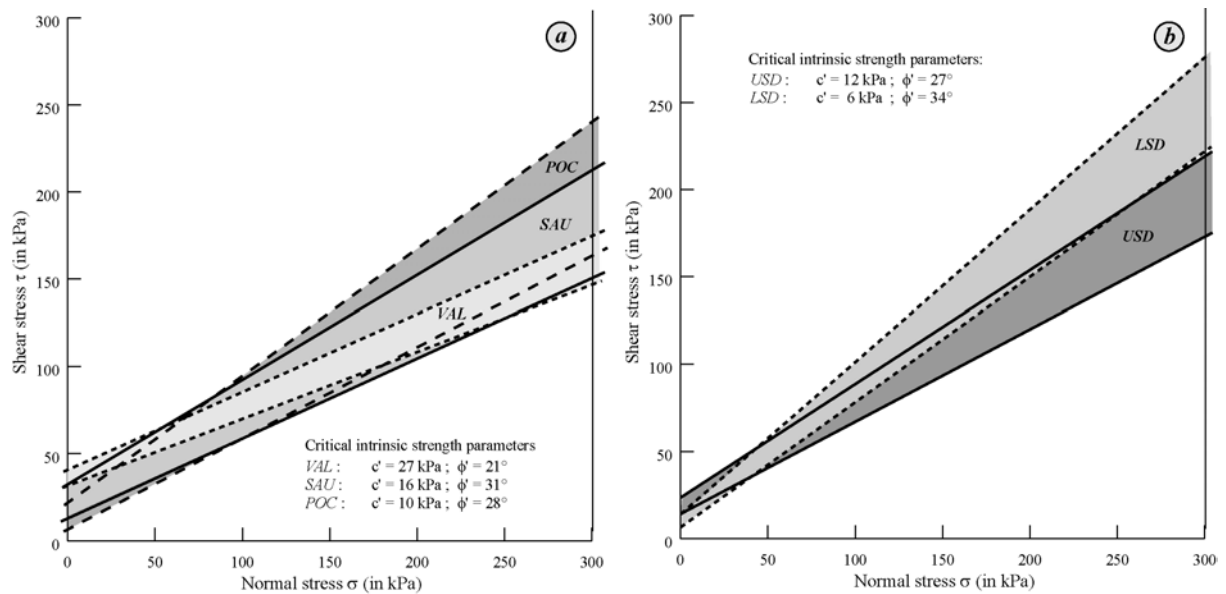 300
250
200
150
100
50
0
Shear stress τ (in kPa)
a
POC
SAU
VAL
Critical intrinsic strength parameters
VAL : c' = 27 kPa ; ϕ' = 21°
SAU : c' = 16 kPa ; ϕ' = 31°
POC : c' = 10 kPa ; ϕ' = 28°
0 50 100 150 200 250 300
Normal stress σ (in kPa)
300
250
200
150
100
50
0
Shear stress τ (in kPa)
b
Critical intrinsic strength parameters:
USD : c' = 12 kPa ; ϕ' = 27°
LSD : c' = 6 kPa ; ϕ' = 34°
LSD
USD
0 50 100 150 200 250 300
Normal stress σ (in kPa)